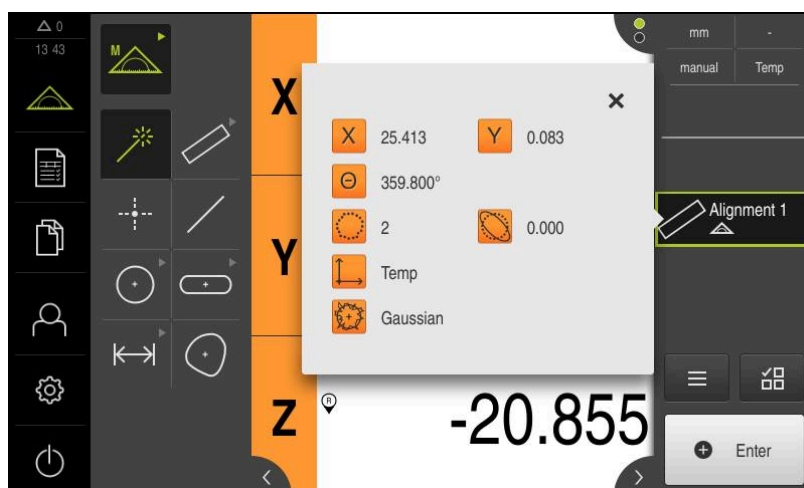 0
13 43
M
X
Y
Z
X 25.413 Y 0.083
Θ 359.800°
2 0.000
Temp
Gaussian
R
-20.855
mm -
manual Temp
Alignment 1
Enter